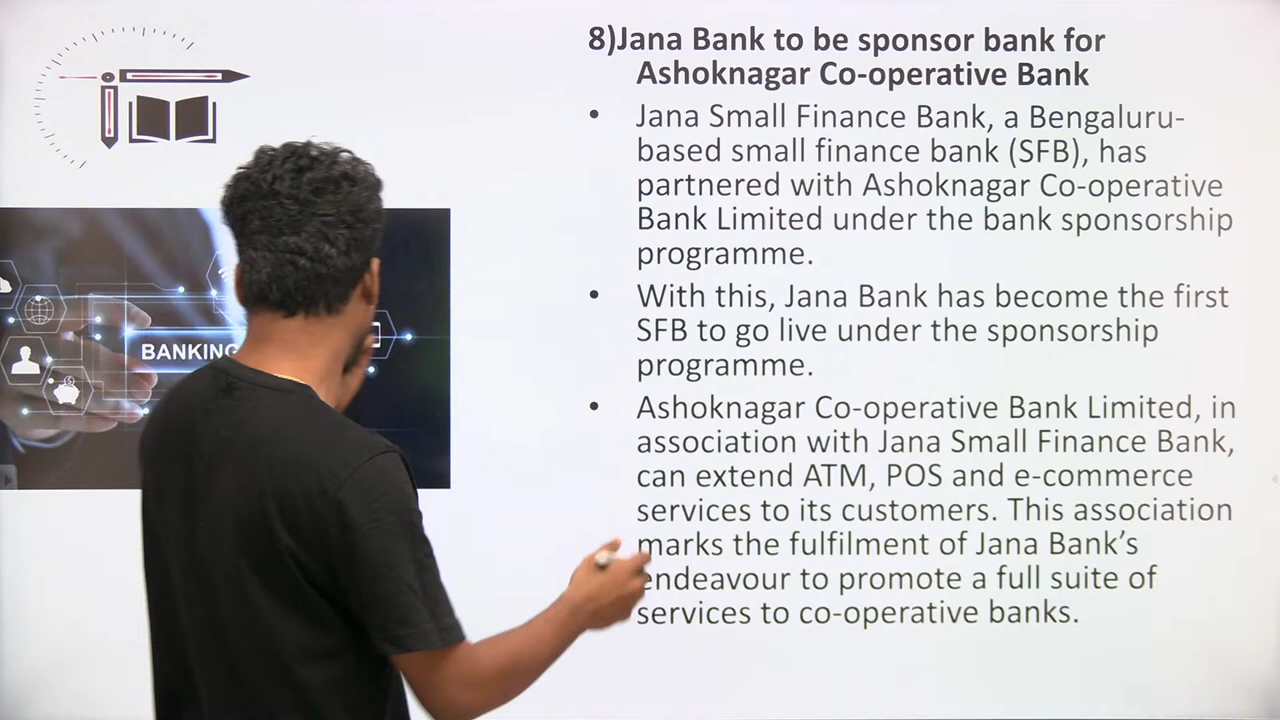 8)Jana Bank to be sponsor bank for
Ashoknagar Co-operative Bank
• Jana Small Finance Bank, a Bengaluru-
based small finance bank (SFB), has
partnered with Ashoknagar Co-operative
Bank Limited under the bank sponsorship
programme.
• With this, Jana Bank has become the first
SFB to go live under the sponsorship
programme.
• Ashoknagar Co-operative Bank Limited, in
association with Jana Small Finance Bank,
can extend ATM, POS and e-commerce
services to its customers. This association
marks the fulfilment of Jana Bank's
endeavour to promote a full suite of
services to co-operative banks.
BANKING